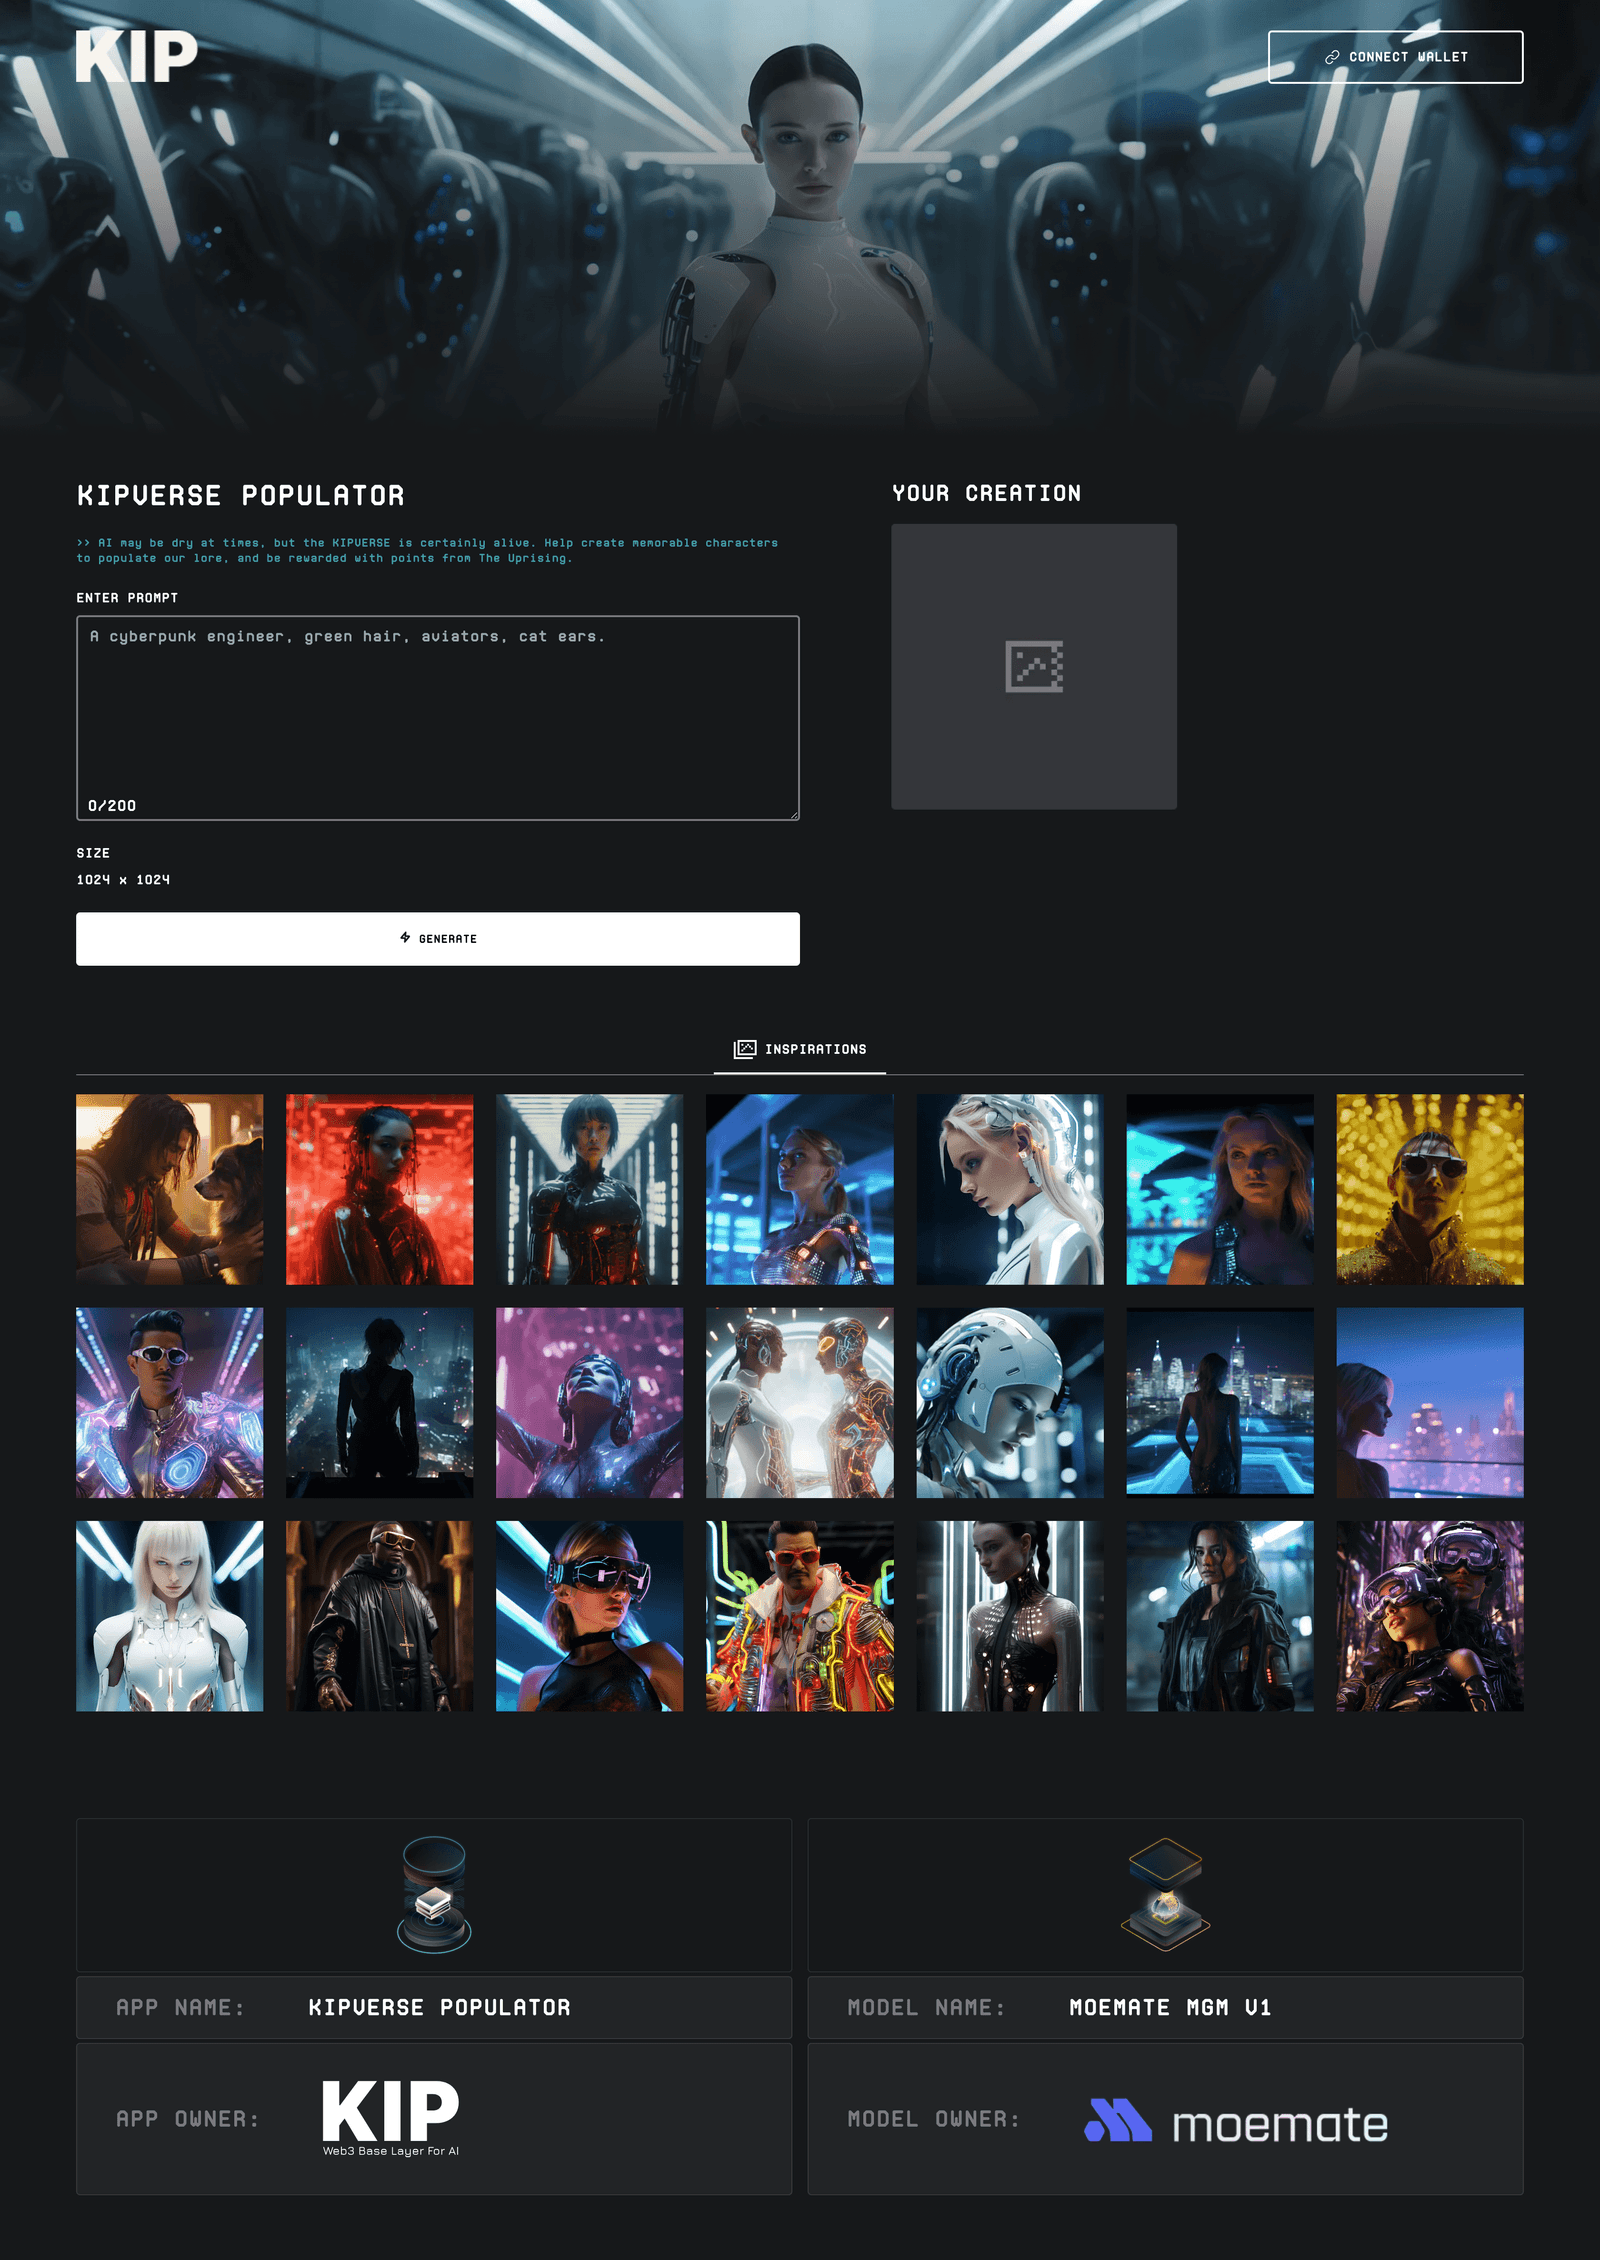 KIP
CONNECT WALLET
KIPVERSE POPULATOR
>> AI may be dry at times, but the KIPVERSE is certainly alive. Help create memorable characters
to populate our lore, and be rewarded with points from The Uprising.
ENTER PROMPT
A cyberpunk engineer, green hair, aviators, cat ears.
0/200
SIZE
1024 x 1024
GENERATE
YOUR CREATION
INSPIRATIONS
APP NAME: KIPVERSE POPULATOR
APP OWNER: KIP
Web3 Base Layer For AI
MODEL NAME: MOEMATE MGM V1
MODEL OWNER: moemate